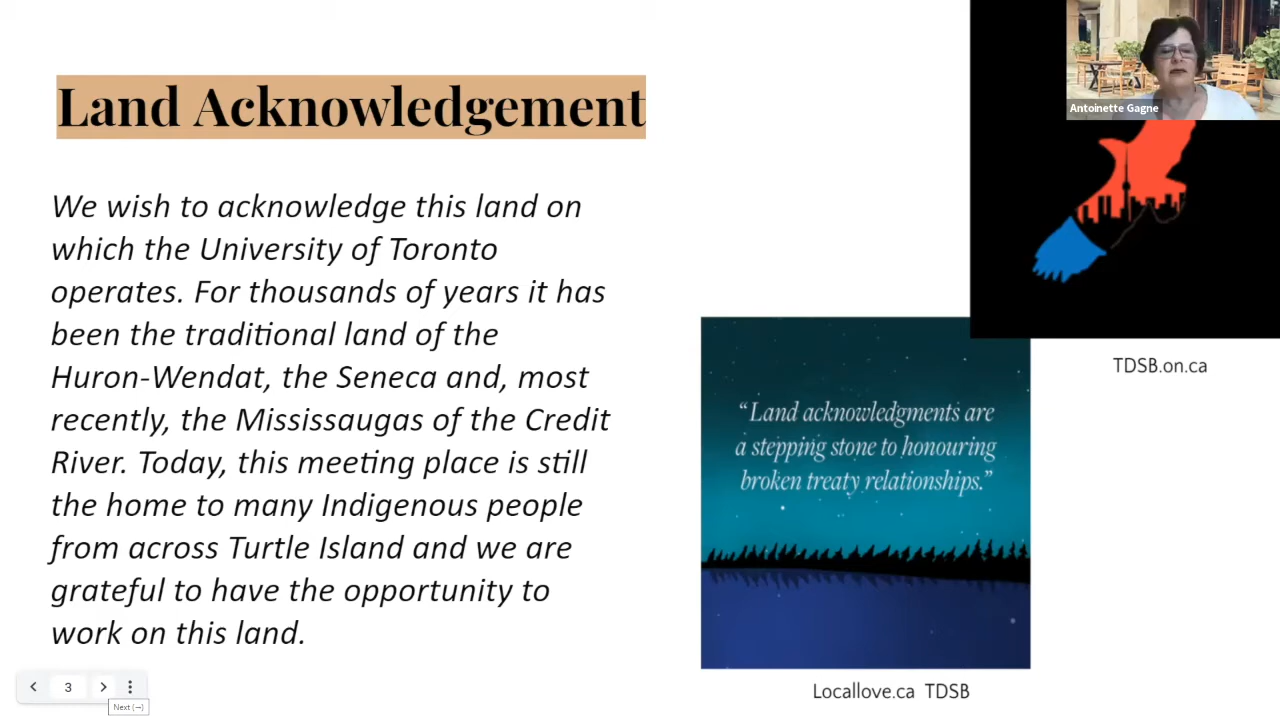 Land Acknowledgement
We wish to acknowledge this land on
which the University of Toronto
operates. For thousands of years it has
been the traditional land of the
Huron-Wendat, the Seneca and, most
recently, the Mississaugas of the Credit
River. Today, this meeting place is still
the home to many Indigenous people
from across Turtle Island and we are
grateful to have the opportunity to
work on this land.
Antoinette Gagne
TDSB.on.ca
“Land acknowledgments are
a stepping stone to honouring
broken treaty relationships.”
Locallove.ca TDSB
3
Next (→)